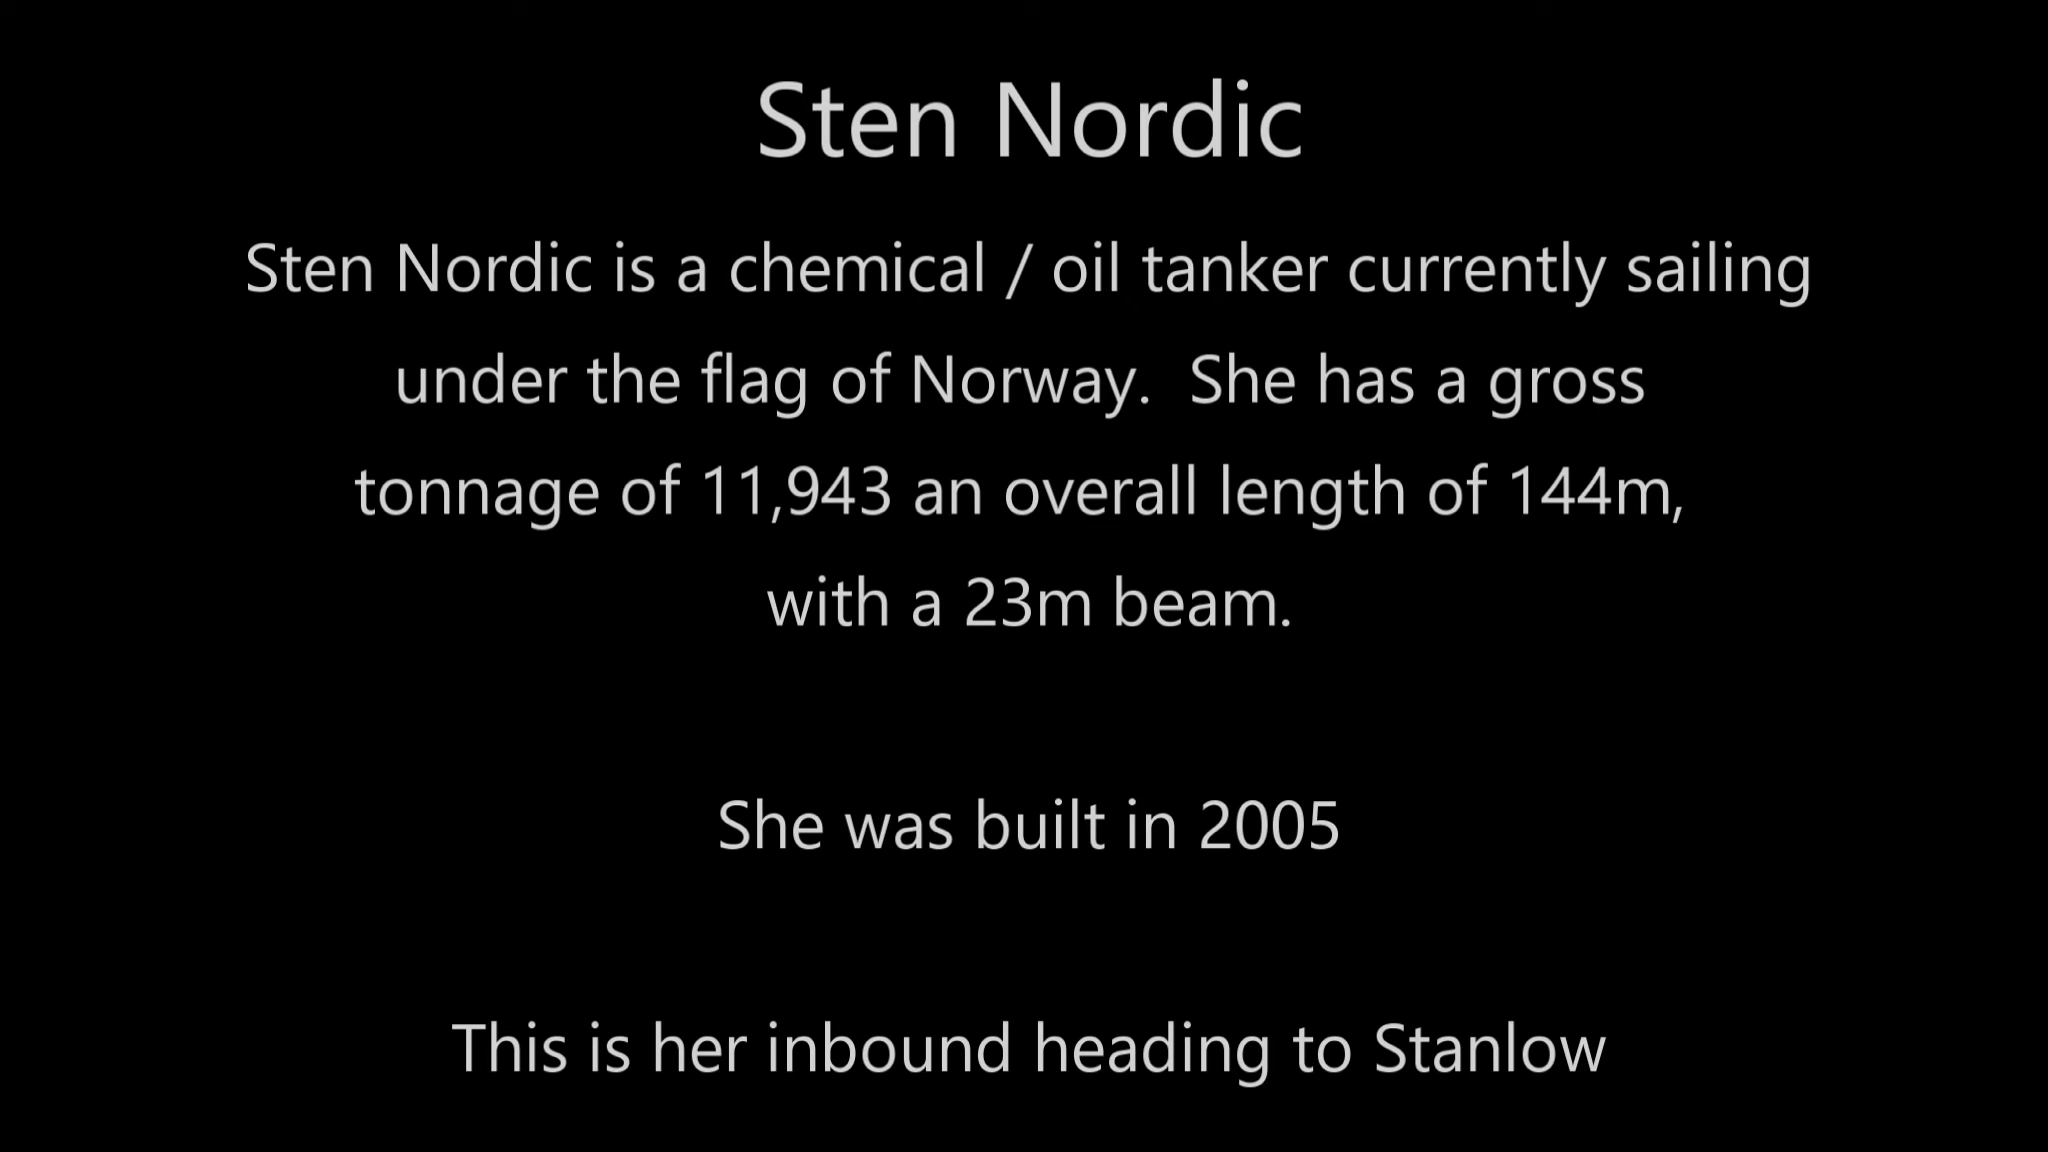 Sten Nordic
Sten Nordic is a chemical / oil tanker currently sailing
under the flag of Norway.  She has a gross
tonnage of 11,943 an overall length of 144m,
with a 23m beam.
She was built in 2005
This is her inbound heading to Stanlow